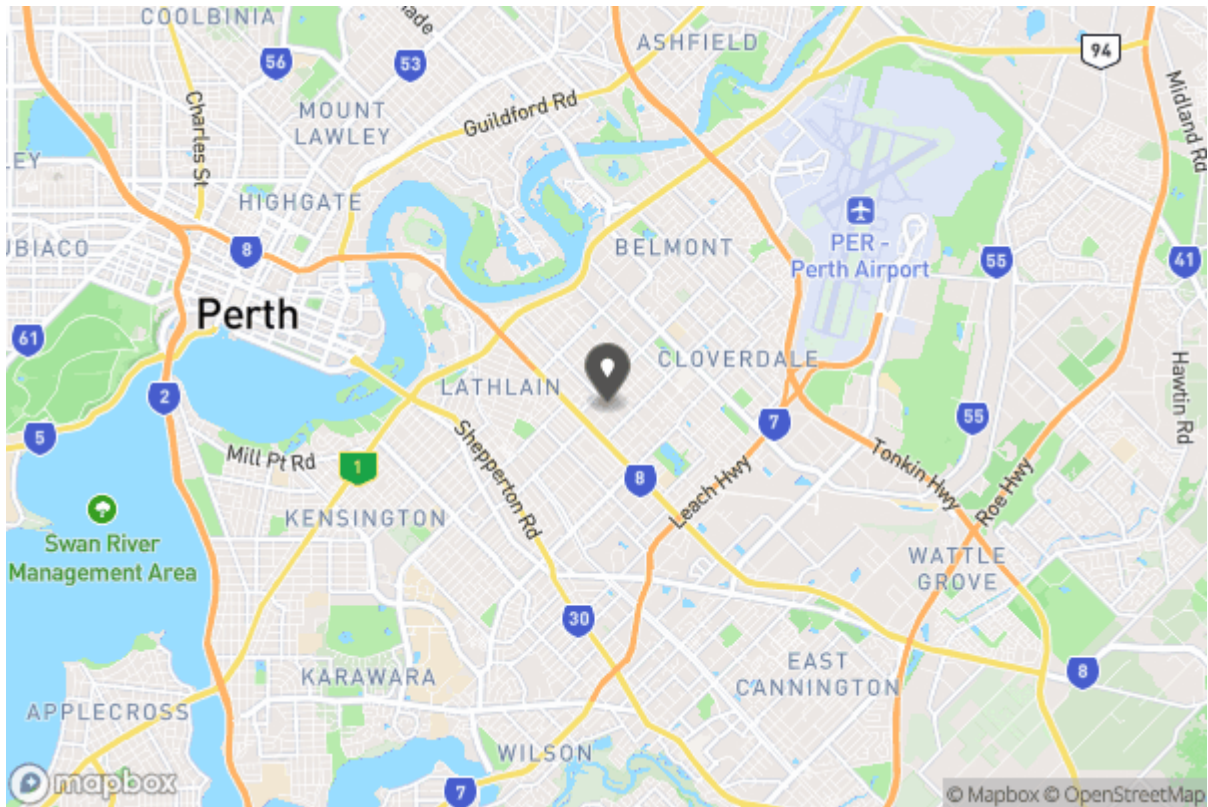 COOLBINIA
ade
ASHFIELD
94
56
53
MOUNT
LAWLEY
Charles St
Guildford Rd
Midland Rd
LEY
HIGHGATE
UBIACO
8
BELMONT
PER -
Perth Airport
55
41
Perth
61
CLOVERDALE
LATHLAIN
2
Hawtin Rd
5
7
55
Mill Pt Rd
1
Shepperton Rd
8
Leach Hwy
Tonkin Hwy
Roe Hwy
KENSINGTON
Swan River
Management Area
WATTLE
GROVE
30
KARAWARA
EAST
CANNINGTON
8
APPLECROSS
WILSON
7
mapbox
© Mapbox © OpenStreetMap